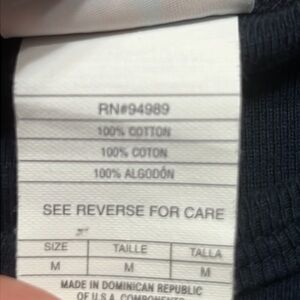 RN#94989
100% COTTON
100% COTON
100% ALGODÓN
SEE REVERSE FOR CARE
SIZE TAILLE TALLA
M M M
MADE IN DOMINICAN REPUBLIC
OF U.S.A. COMPONENTS